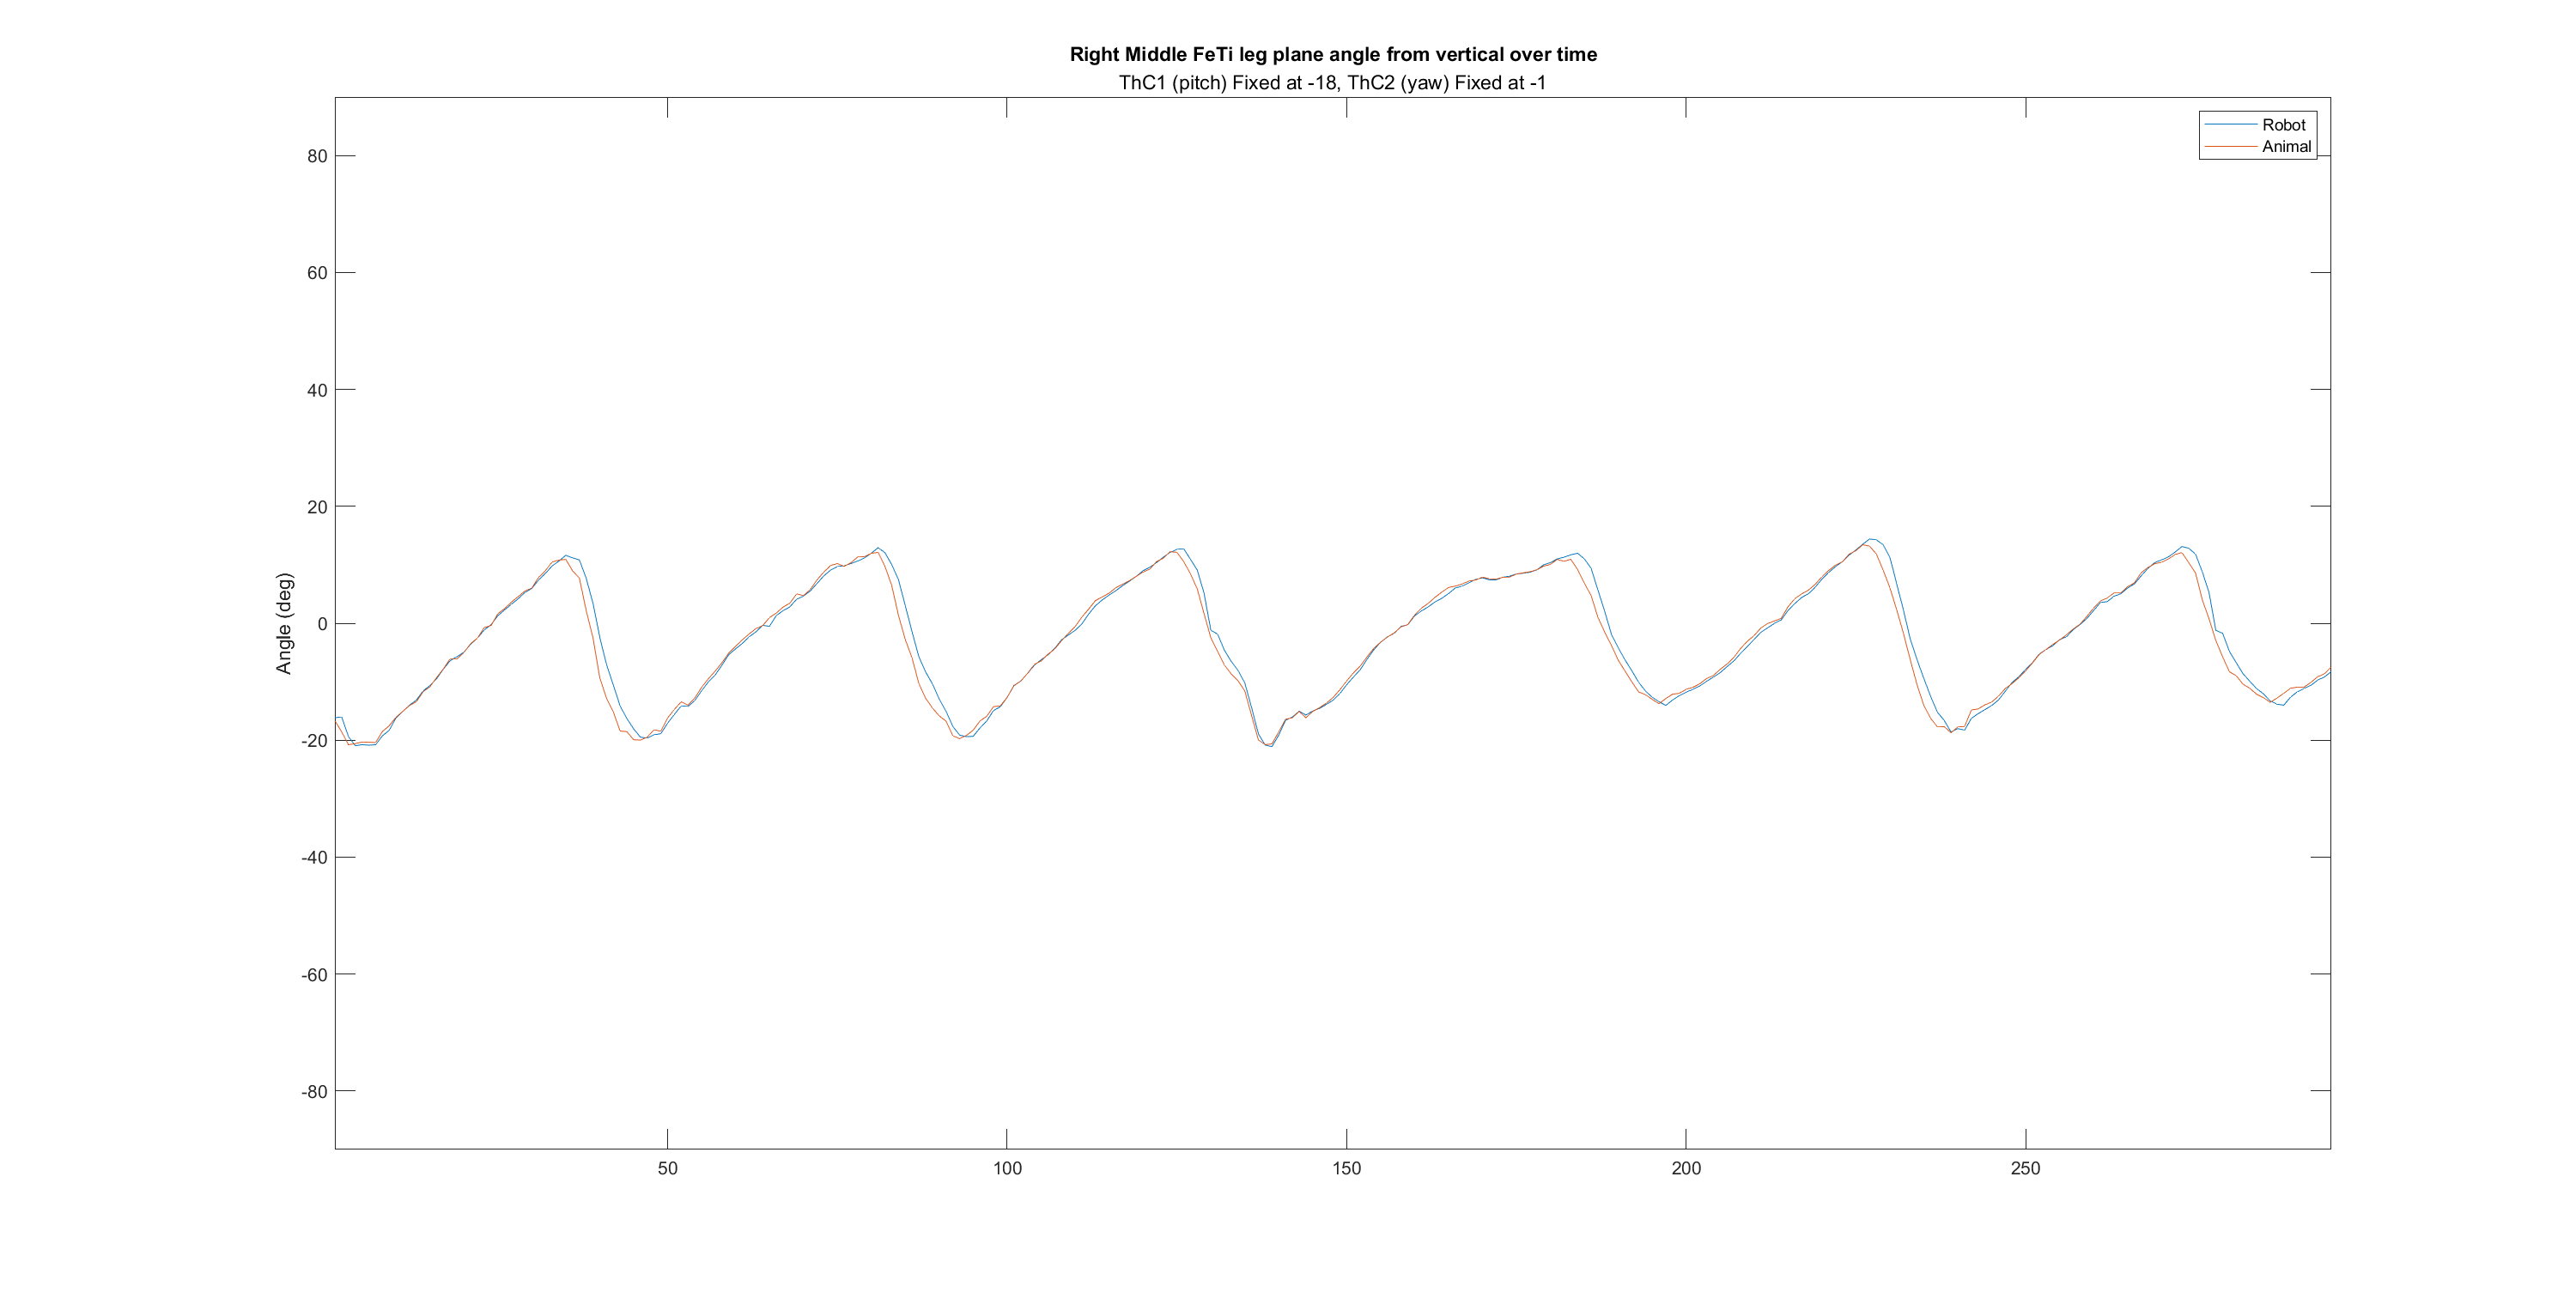 Right Middle FeTi leg plane angle from vertical over time
ThC1 (pitch) Fixed at -18, ThC2 (yaw) Fixed at -1
Robot
Animal
Angle (deg)
80
60
40
20
0
-20
-40
-60
-80
50
100
150
200
250